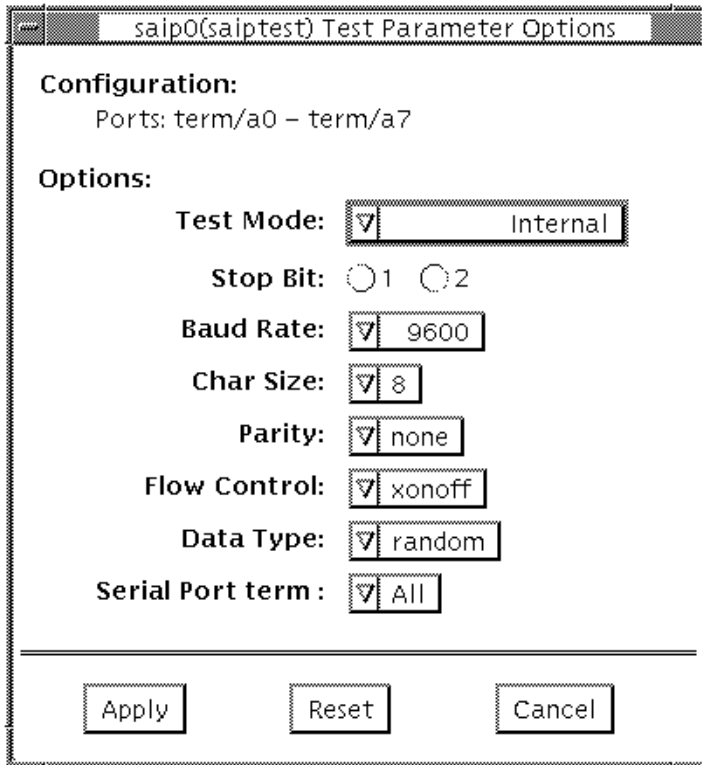 saip0(saiptest) Test Parameter Options
Configuration:
Ports: term/a0 – term/a7
Options:
Test Mode: Internal
Stop Bit: 1 2
Baud Rate: 9600
Char Size: 8
Parity: none
Flow Control: xonoff
Data Type: random
Serial Port term : All
Apply Reset Cancel